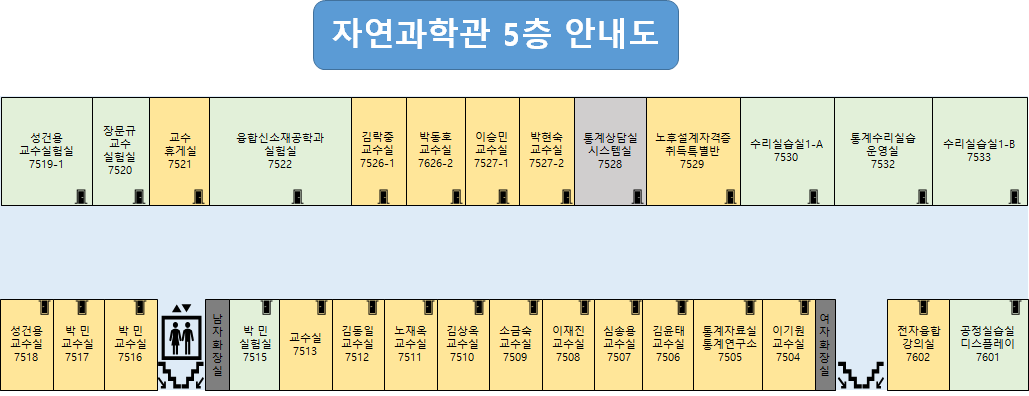 자연과학관 5층 안내도
성건용
교수실험실
7519-1
장문규
교수
실험실
7520
교수
휴게실
7521
융합신소재공학과
실험실
7522
김락중
교수실
7526-1
박동호
교수실
7626-2
이승민
교수실
7527-1
박현숙
교수실
7527-2
통계상담실
시스템실
7528
노후설계자격증
취득특별반
7529
수리실습실1-A
7530
통계수리실습
운영실
7532
수리실습실1-B
7533
성건용
교수실
7518
박 민
교수실
7517
박 민
교수실
7516
남자화장실
박 민
실험실
7515
교수실
7513
김동일
교수실
7512
노재옥
교수실
7511
김상옥
교수실
7510
소금숙
교수실
7509
이재진
교수실
7508
심송용
교수실
7507
김윤태
교수실
7506
통계자료실
통계연구소
7505
이기원
교수실
7504
여자화장실
전자융합
강의실
7602
공정실습실
디스플레이
7601